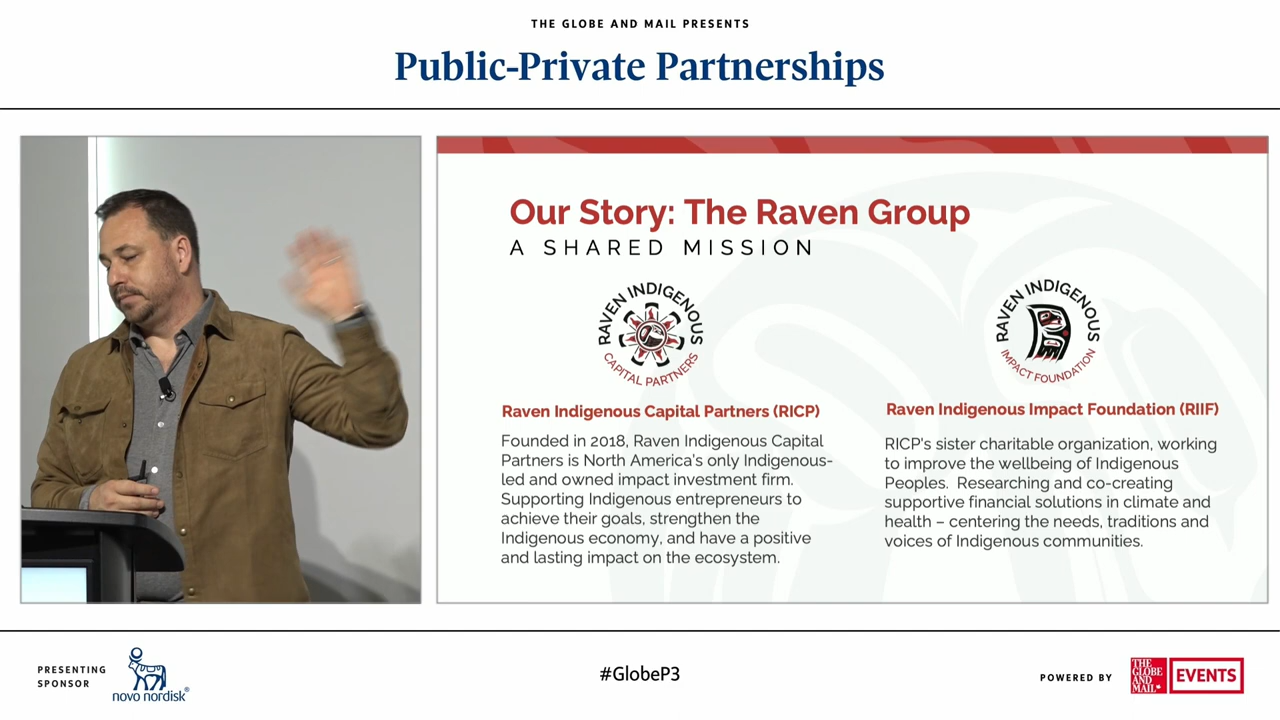 THE GLOBE AND MAIL PRESENTS
Public-Private Partnerships
Our Story: The Raven Group
A SHARED MISSION
RAVEN INDIGENOUS
CAPITAL PARTNERS
Raven Indigenous Capital Partners (RICP)
Founded in 2018, Raven Indigenous Capital
Partners is North America's only Indigenous-
led and owned impact investment firm.
Supporting Indigenous entrepreneurs to
achieve their goals, strengthen the
Indigenous economy, and have a positive
and lasting impact on the ecosystem.
RAVEN INDIGENOUS
IMPACT FOUNDATION
Raven Indigenous Impact Foundation (RIIF)
RICP's sister charitable organization, working
to improve the wellbeing of Indigenous
Peoples.  Researching and co-creating
supportive financial solutions in climate and
health – centering the needs, traditions and
voices of Indigenous communities.
PRESENTING
SPONSOR
novo nordisk®
#GlobeP3
POWERED BY
THE
GLOBE
AND
MAIL
EVENTS